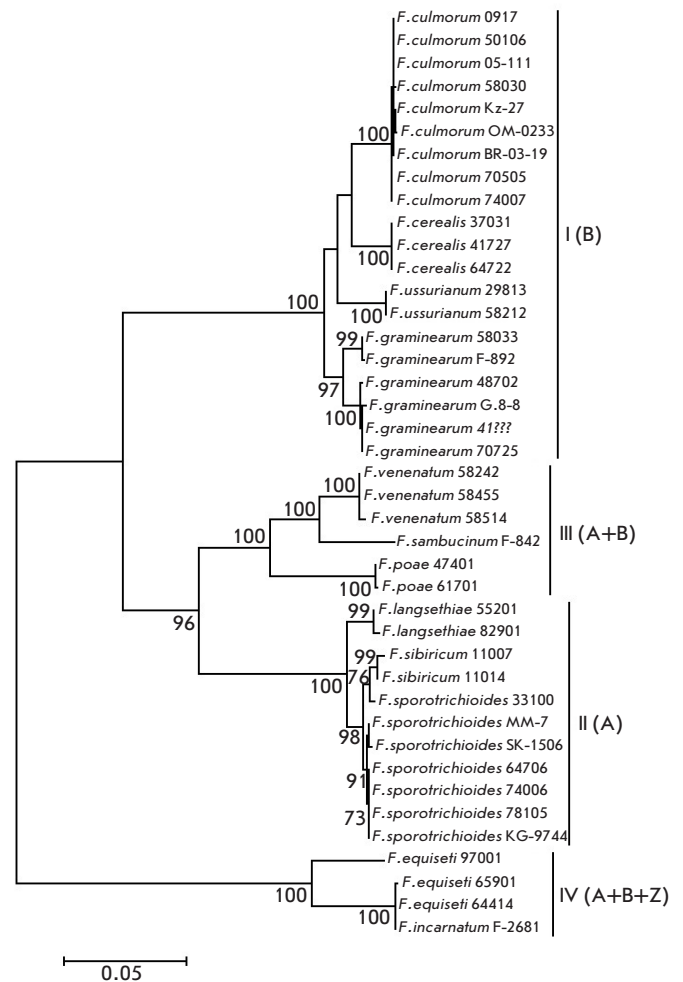 F.culmorum 0917
F.culmorum 50106
F.culmorum 05-111
F.culmorum 58030
F.culmorum Kz-27
F.culmorum OM-0233
100
F.culmorum BR-03-19
F.culmorum 70505
F.culmorum 74007
F.cerealis 37031
I (B)
F.cerealis 41727
100
F.cerealis 64722
F.ussurianum 29813
100
F.ussurianum 58212
100
F.graminearum 58033
99
F.graminearum F-892
97
F.graminearum 48702
F.graminearum G.8-8
100
F.graminearum 41???
F.graminearum 70725
F.venenatum 58242
100
F.venenatum 58455
100
F.venenatum 58514
100
F.sambucinum F-842
III (A+B)
F.poae 47401
100
F.poae 61701
96
F.langsethiae 55201
99
F.langsethiae 82901
F.sibiricum 11007
99
F.sibiricum 11014
76
100
F.sporotrichioides 33100
F.sporotrichioides MM-7
II (A)
98
F.sporotrichioides SK-1506
F.sporotrichioides 64706
91
F.sporotrichioides 74006
F.sporotrichioides 78105
73
F.sporotrichioides KG-9744
F.equiseti 97001
F.equiseti 65901
100
IV (A+B+Z)
F.equiseti 64414
100
F.incarnatum F-2681
0.05